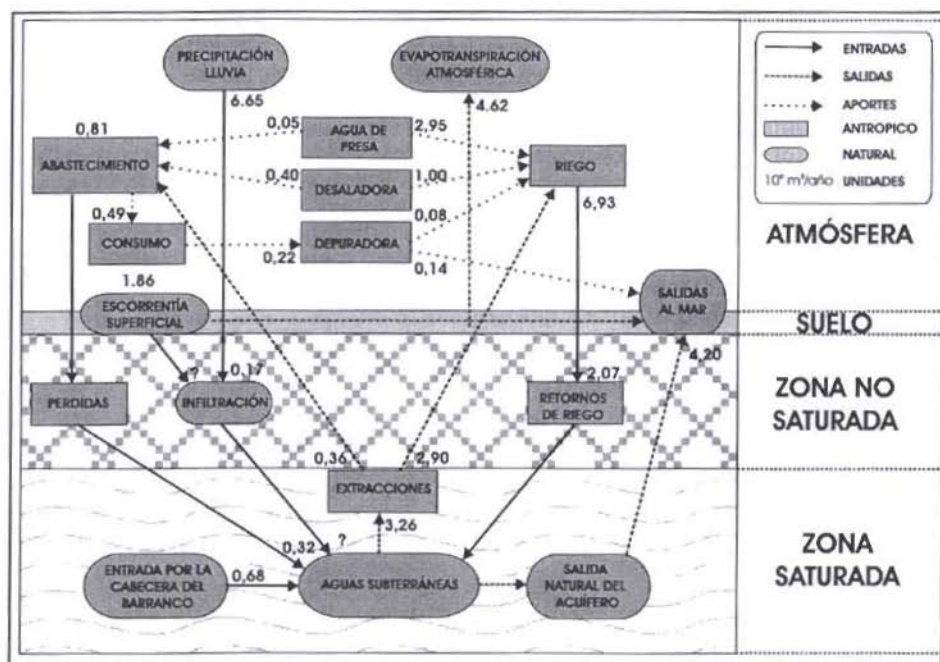 PRECIPITACIÓN
LLUVIA
EVAPOTRANSPIRACIÓN
ATMOSFÉRICA
ENTRADAS
SALIDAS
APORTES
ANTROPICO
NATURAL
UNIDADES
6.65
4.62
0,81
0,05
AGUA DE
PRESA
2,95
ABASTECIMIENTO
RIEGO
0,40
DESALADORA
1,00
0,49
0,08
6,93
CONSUMO
0,22
DEPURADORA
0,14
ATMÓSFERA
1.86
ESCORRENTÍA
SUPERFICIAL
SALIDAS
AL MAR
SUELO
4,20
?
0,17
2,07
PERDIDAS
INFILTRACIÓN
RETORNOS
DE RIEGO
ZONA NO
SATURADA
0,36
2,90
EXTRACCIONES
3,26
?
0,32
ENTRADA POR LA
CABECERA DEL
BARRANCO
0,68
AGUAS SUBTERRÁNEAS
SALIDA
NATURAL DEL
ACUÍFERO
ZONA
SATURADA